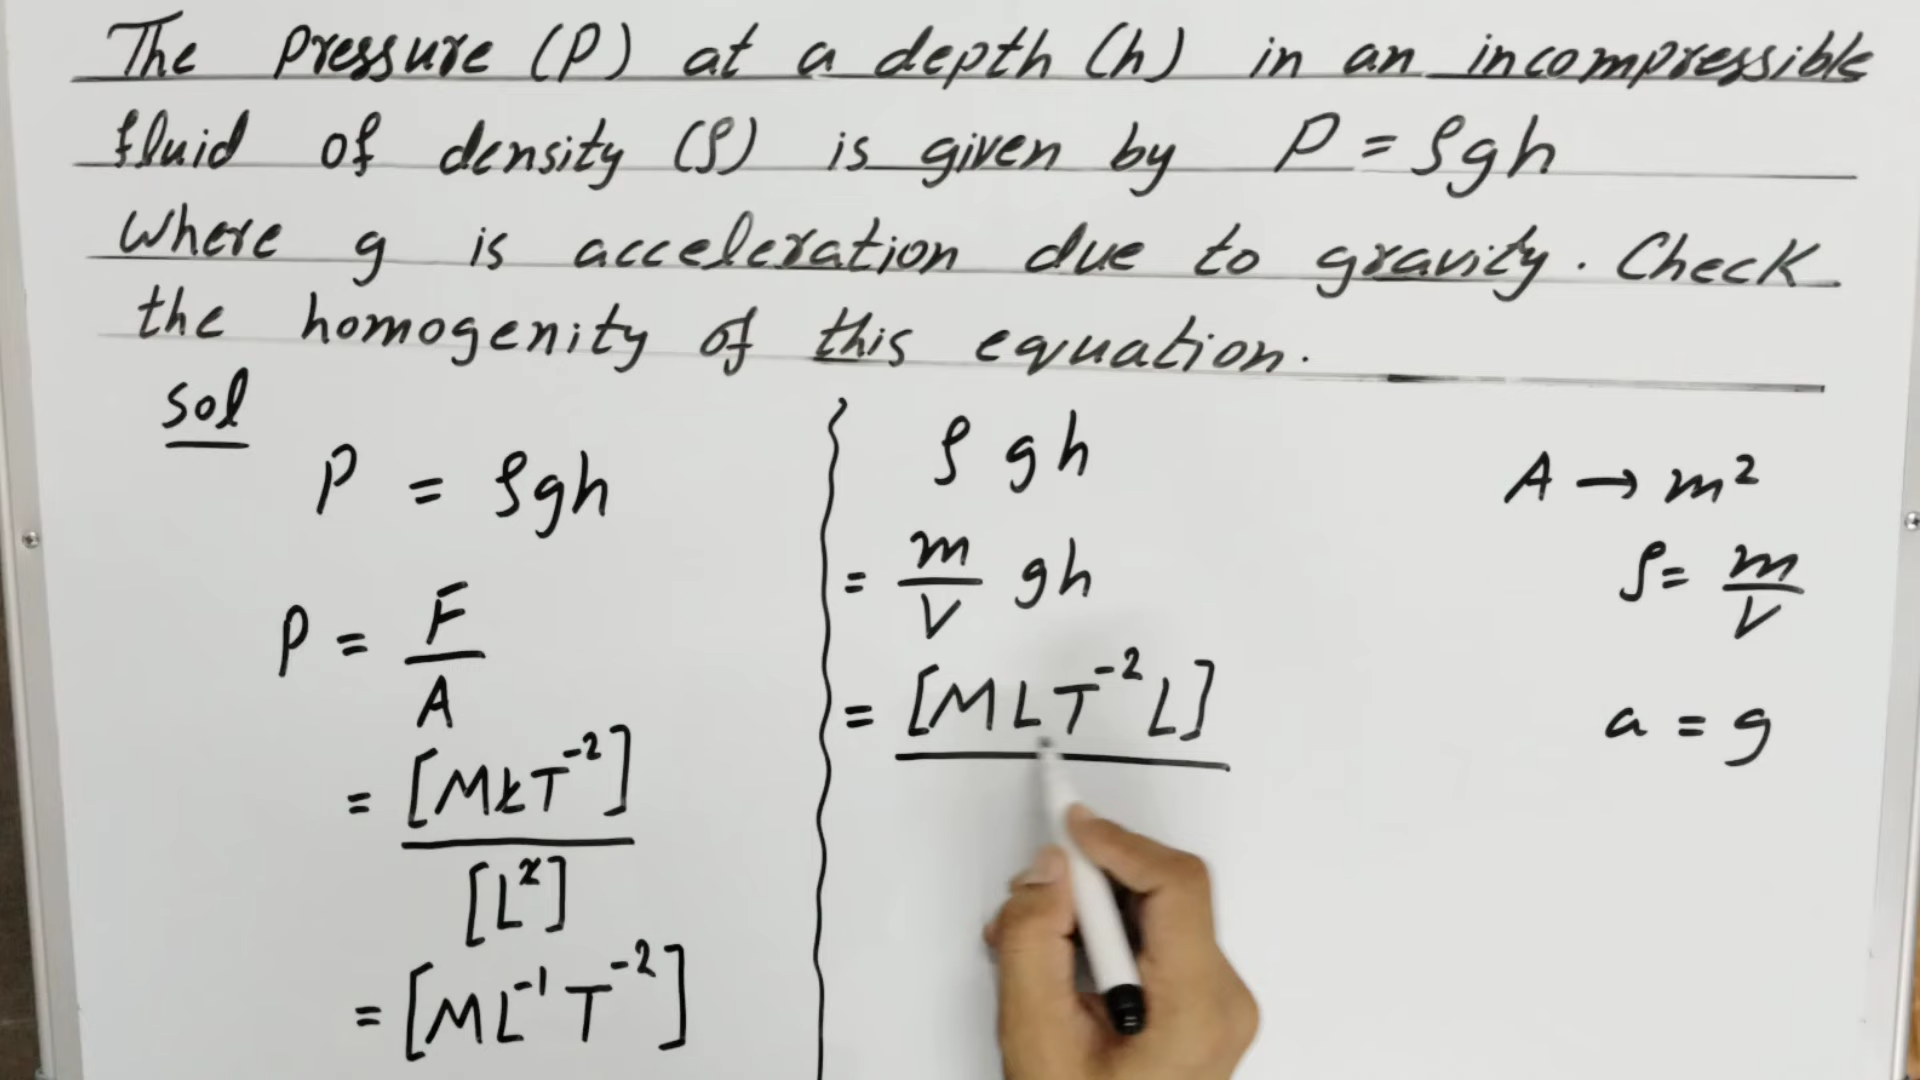 The pressure (P) at a depth (h) in an incompressible
fluid of density (ρ) is given by P = ρgh
Where g is acceleration due to gravity. Check
the homogenity of this equation.
sol
P = ρgh
P = F/A
= [MLT⁻²]/[L²]
= [ML⁻¹T⁻²]
ρgh
= m/V gh
= [MLT⁻²L]
A → m²
ρ = m/V
a = g